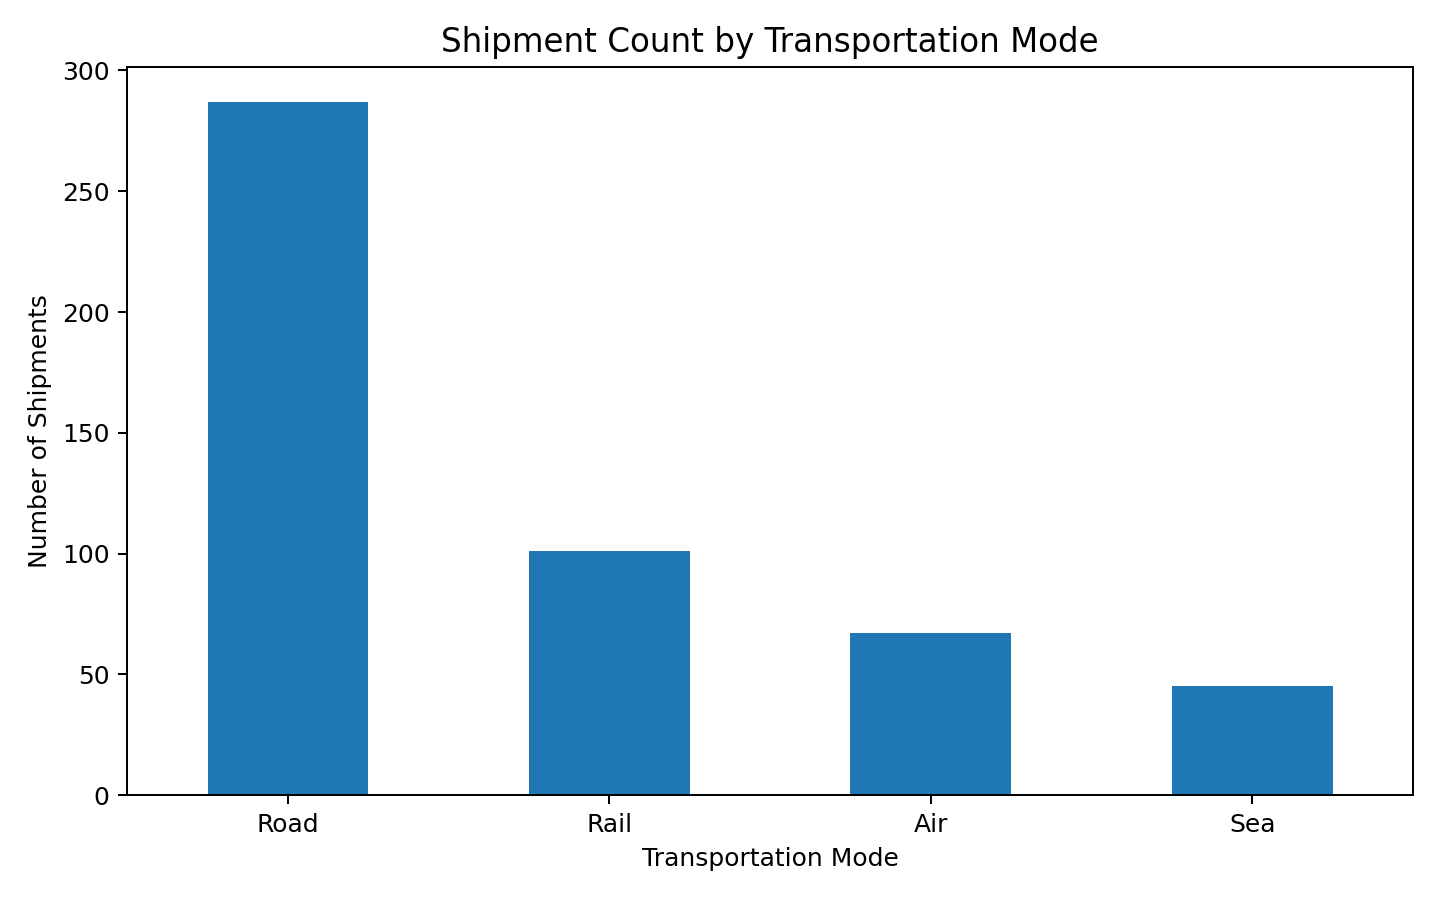 Shipment Count by Transportation Mode
300
250
200
150
100
50
0
Number of Shipments
Road Rail Air Sea
Transportation Mode